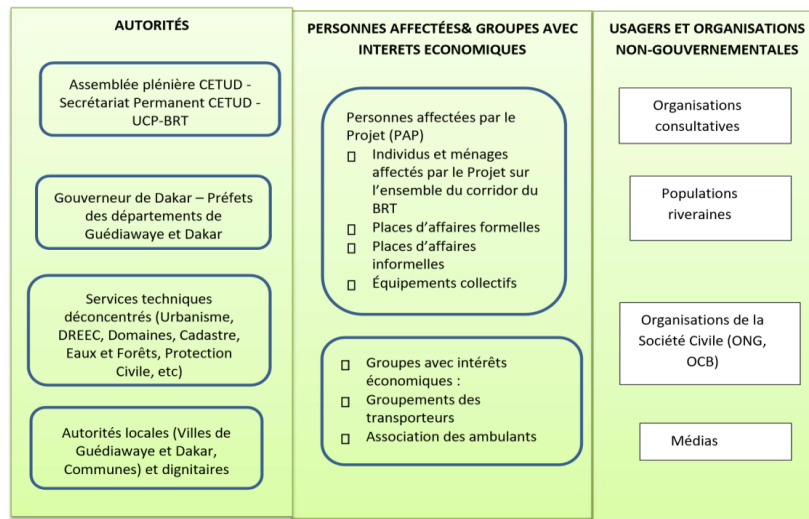 AUTORITÉS
Assemblée plénière CETUD -
Secrétariat Permanent CETUD -
UCP-BRT
Gouverneur de Dakar – Préfets
des départements de
Guédiawaye et Dakar
Services techniques
déconcentrés (Urbanisme,
DREEC, Domaines, Cadastre,
Eaux et Forêts, Protection
Civile, etc)
Autorités locales (Villes de
Guédiawaye et Dakar,
Communes) et dignitaires
PERSONNES AFFECTÉES& GROUPES AVEC
INTERETS ECONOMIQUES
Personnes affectées par le
Projet (PAP)
Individus et ménages
affectés par le Projet sur
l’ensemble du corridor du
BRT
Places d’affaires formelles
Places d’affaires
informelles
Équipements collectifs
Groupes avec intérêts
économiques :
Groupements des
transporteurs
Association des ambulants
USAGERS ET ORGANISATIONS
NON-GOUVERNEMENTALES
Organisations
consultatives
Populations
riveraines
Organisations de la
Société Civile (ONG,
OCB)
Médias